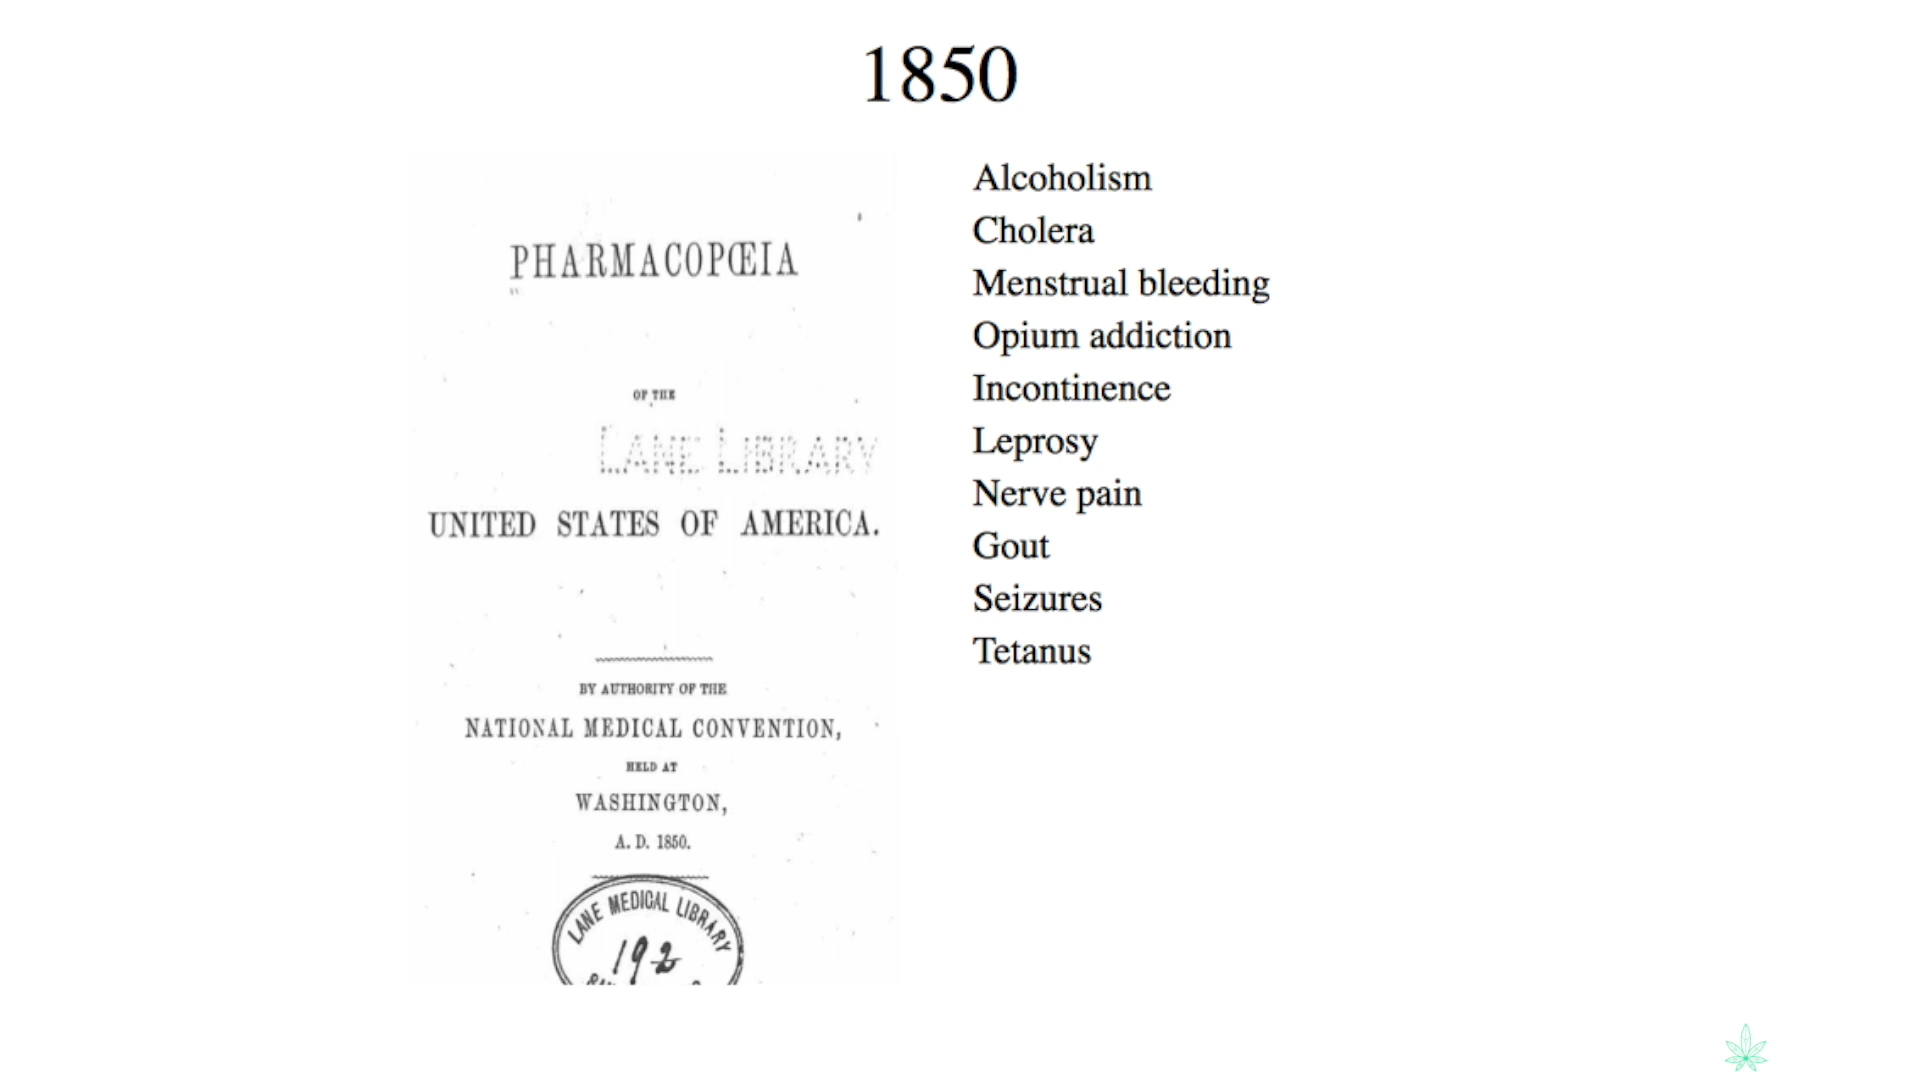 1850
PHARMACOPŒIA
OF THE
LANE LIBRARY
UNITED STATES OF AMERICA.
BY AUTHORITY OF THE
NATIONAL MEDICAL CONVENTION,
HELD AT
WASHINGTON,
A. D. 1850.
LANE MEDICAL LIBRARY
192
Alcoholism
Cholera
Menstrual bleeding
Opium addiction
Incontinence
Leprosy
Nerve pain
Gout
Seizures
Tetanus